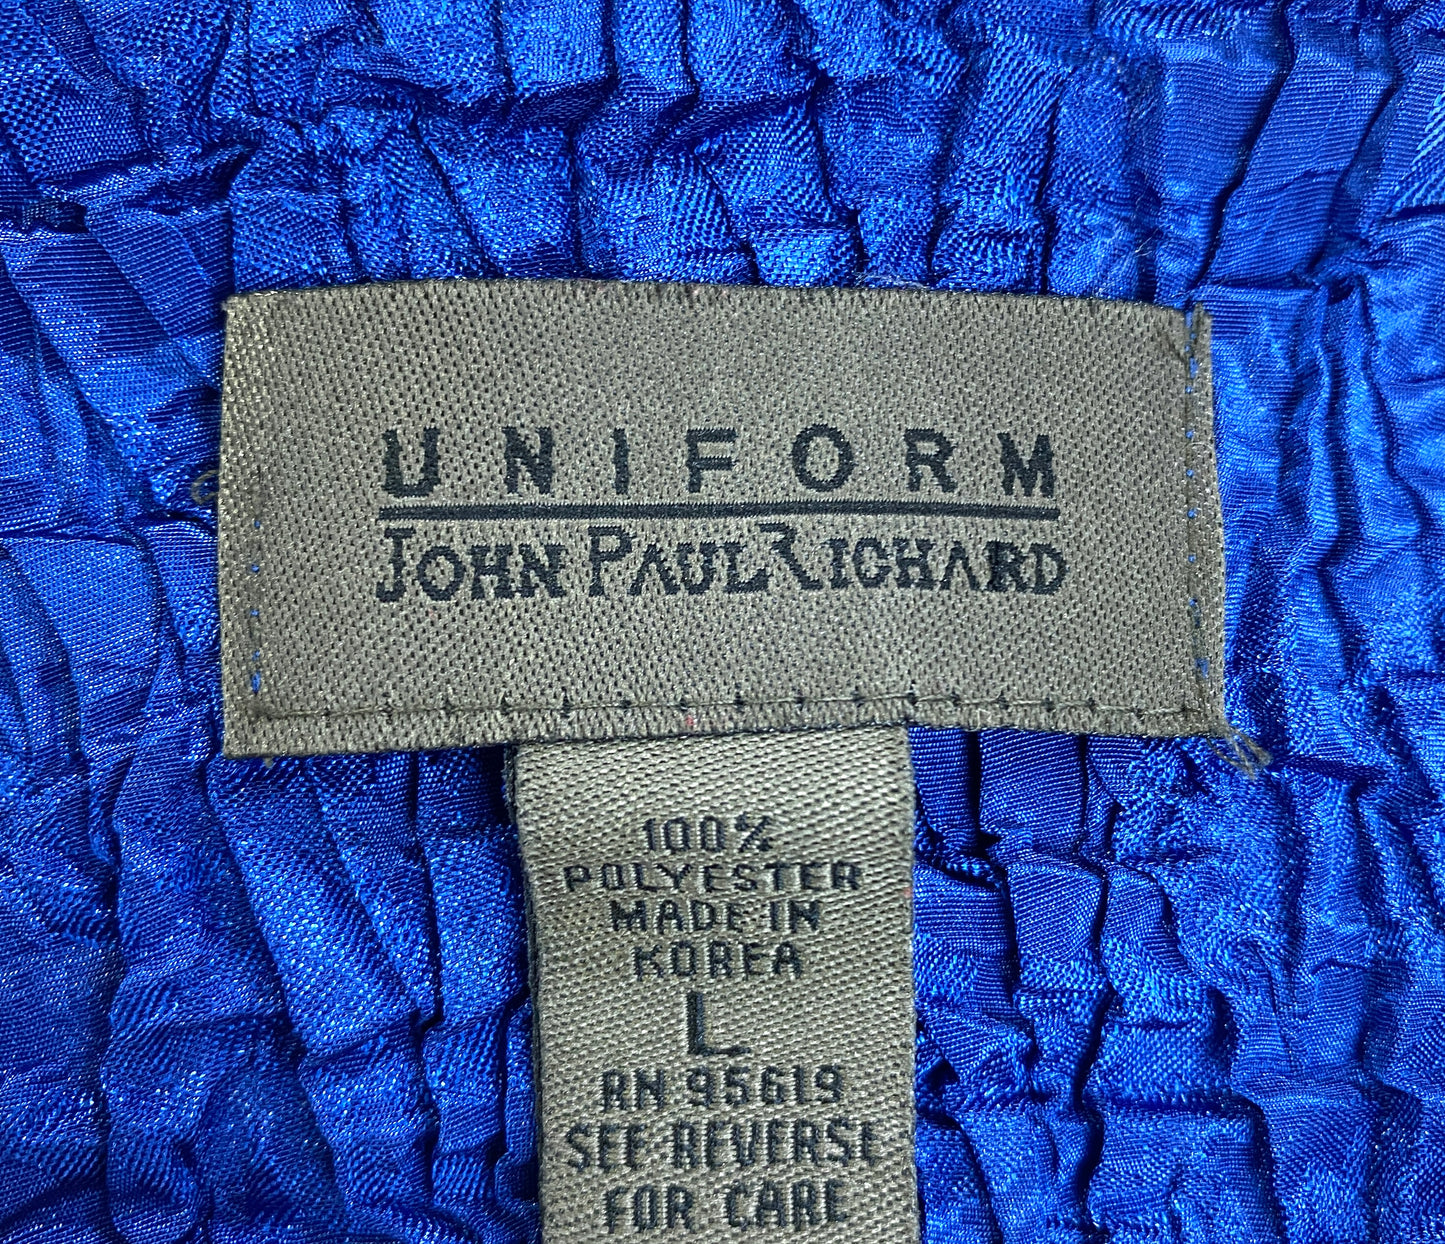 UNIFORM
JOHN PAUL RICHARD
100%
POLYESTER
MADE IN
KOREA
L
RN 95619
SEE REVERSE
FOR CARE